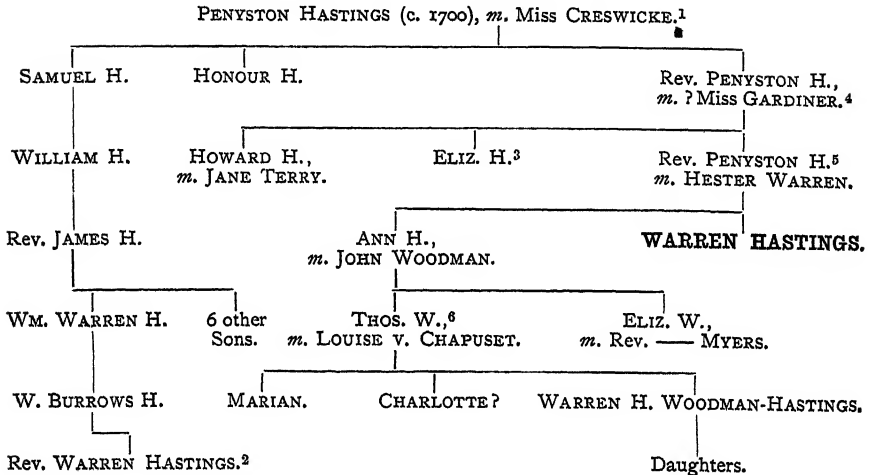 PENYSTON HASTINGS (c. 1700), m. Miss CRESWICKE.¹
SAMUEL H. HONOUR H. Rev. PENYSTON H.,
m. ? Miss GARDINER.⁴
WILLIAM H. HOWARD H., ELIZ. H.³ Rev. PENYSTON H.⁵
m. JANE TERRY. m. HESTER WARREN.
Rev. JAMES H. ANN H., WARREN HASTINGS.
m. JOHN WOODMAN.
WM. WARREN H. 6 other THOS. W.,⁶ ELIZ. W.,
Sons. m. LOUISE V. CHAPUSET. m. Rev. —— MYERS.
W. BURROWS H. MARIAN. CHARLOTTE? WARREN H. WOODMAN-HASTINGS.
Rev. WARREN HASTINGS.² Daughters.